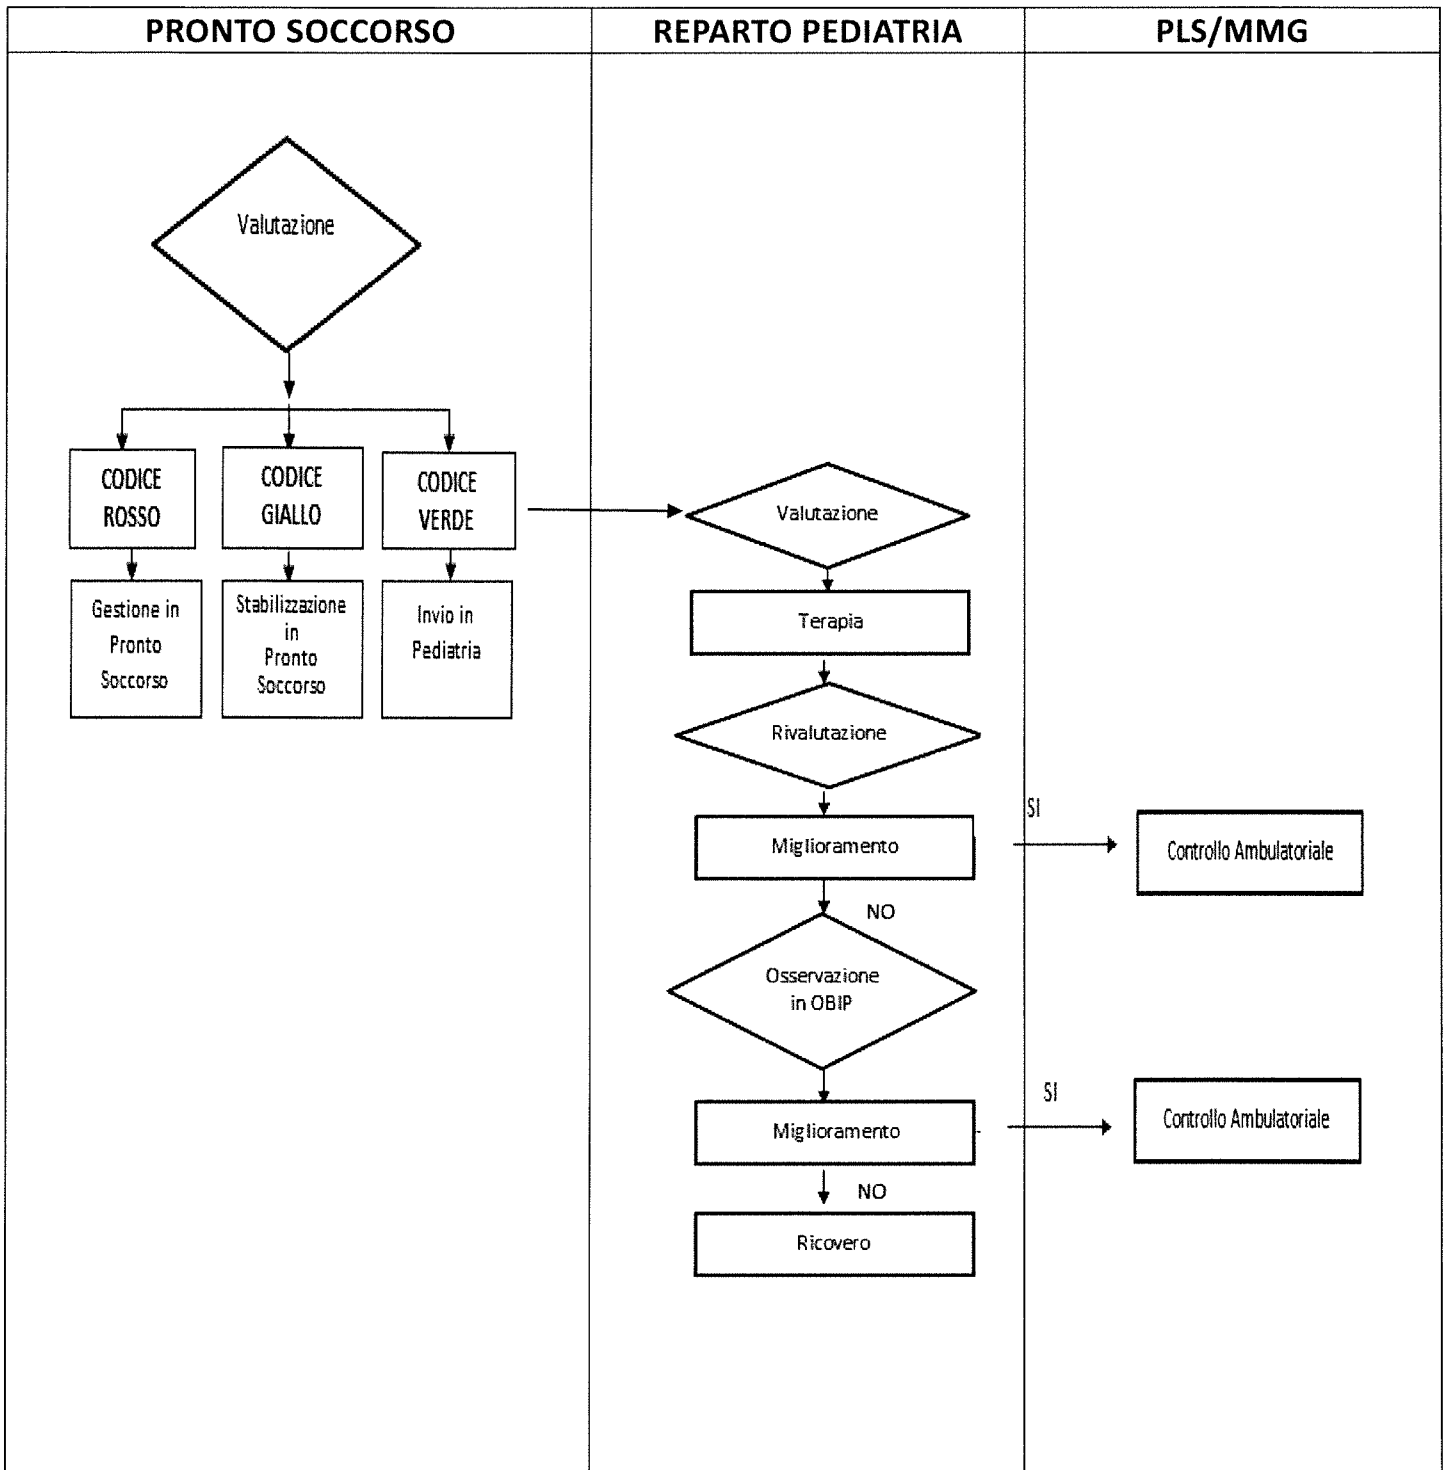 PRONTO SOCCORSO
REPARTO PEDIATRIA
PLS/MMG
Valutazione
CODICE
ROSSO
CODICE
GIALLO
CODICE
VERDE
Gestione in
Pronto
Soccorso
Stabilizzazione
in
Pronto
Soccorso
Invio in
Pediatria
Valutazione
Terapia
Rivalutazione
Miglioramento
SI
Controllo Ambulatoriale
NO
Osservazione
in OBIP
Miglioramento
SI
Controllo Ambulatoriale
NO
Ricovero